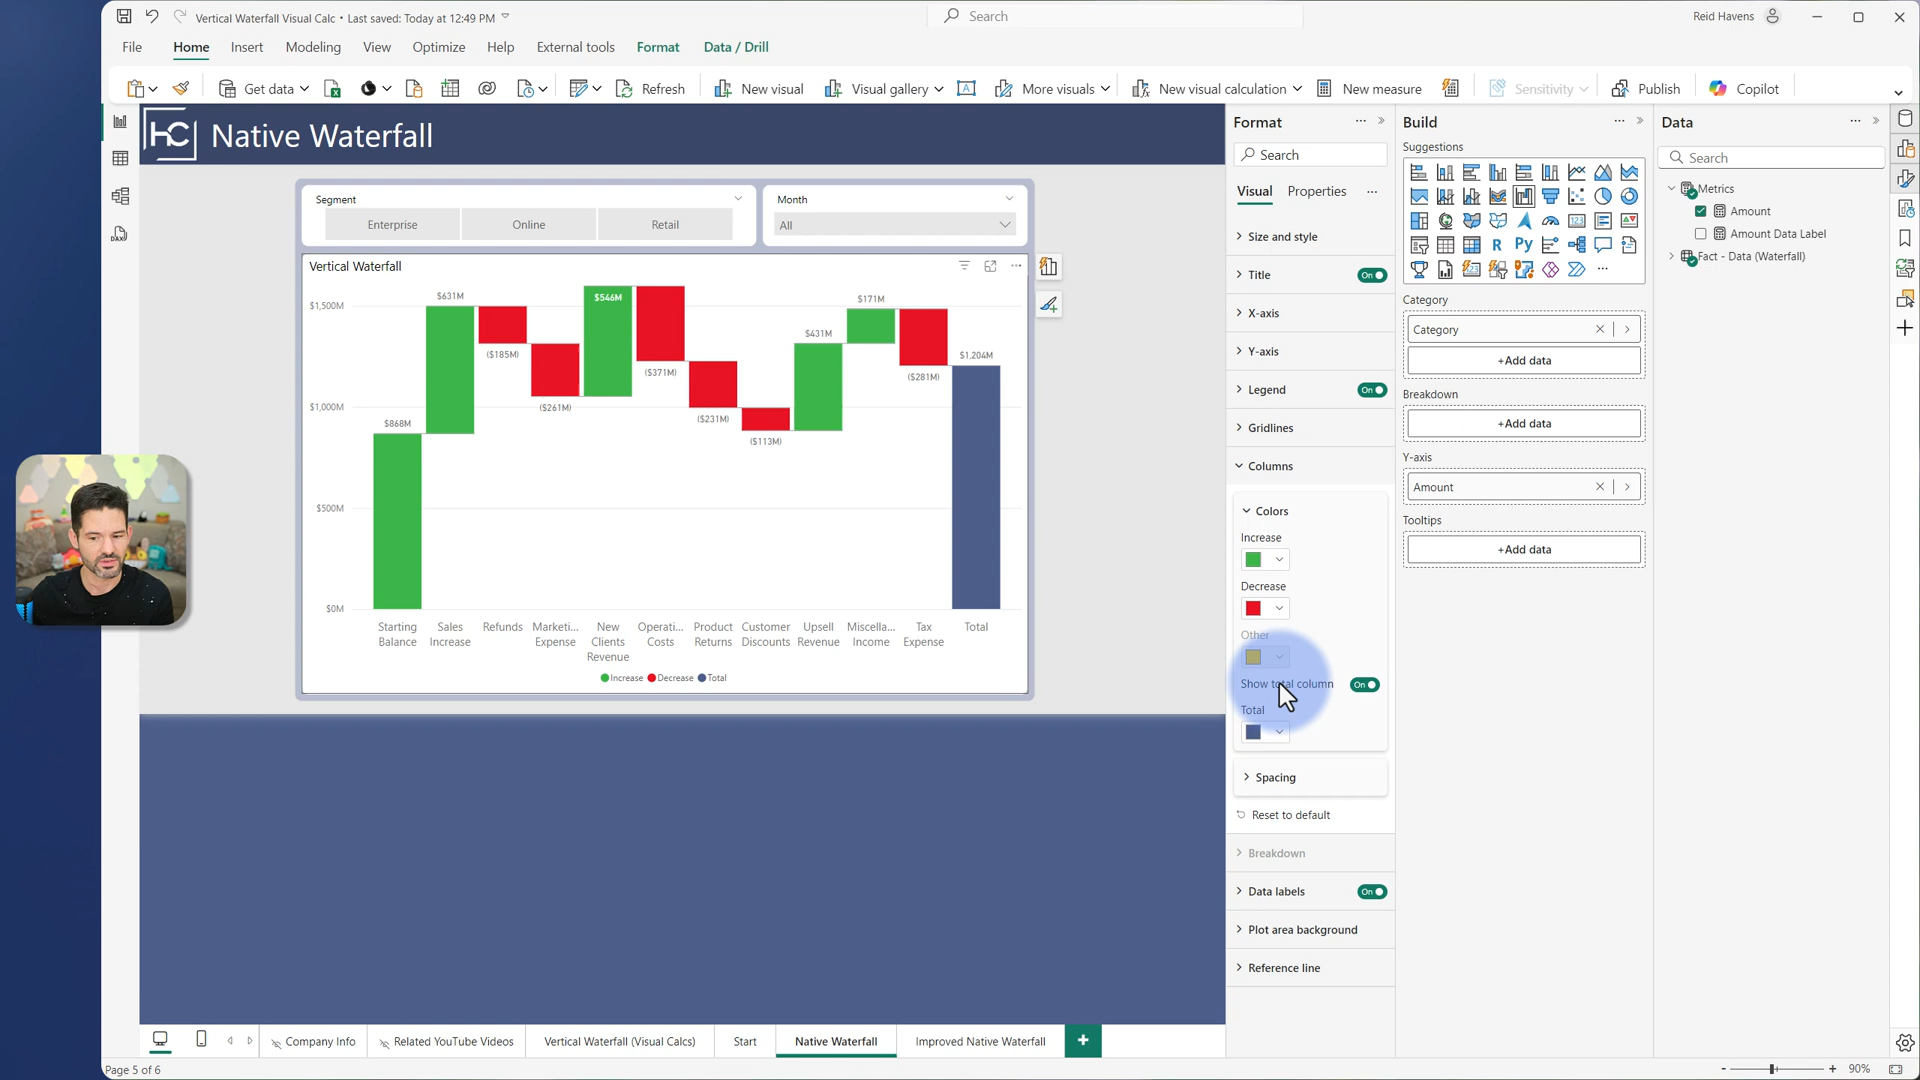 Vertical Waterfall Visual Calc • Last saved: Today at 12:49 PM
Search
Reid Havens
File
Home
Insert
Modeling
View
Optimize
Help
External tools
Format
Data / Drill
Get data
Refresh
New visual
Visual gallery
More visuals
New visual calculation
New measure
Sensitivity
Publish
Copilot
HC
Native Waterfall
Segment
Enterprise
Online
Retail
Month
All
Vertical Waterfall
$1,500M
$1,000M
$500M
$0M
$868M
$631M
($185M)
($261M)
$546M
($371M)
($231M)
($113M)
$431M
$171M
($281M)
$1,204M
Starting
Balance
Sales
Increase
Refunds
Marketi...
Expense
New
Clients
Revenue
Operati...
Costs
Product
Returns
Customer
Discounts
Upsell
Revenue
Miscella...
Income
Tax
Expense
Total
Increase
Decrease
Total
Format
Search
Visual
Properties
Size and style
Title
On
X-axis
Y-axis
Legend
On
Gridlines
Columns
Colors
Increase
Decrease
Other
Show total column
On
Total
Spacing
Reset to default
Breakdown
Data labels
On
Plot area background
Reference line
Build
Suggestions
R
Py
123
Category
Category
+Add data
Breakdown
+Add data
Y-axis
Amount
Tooltips
+Add data
Data
Search
Metrics
Amount
Amount Data Label
Fact - Data (Waterfall)
DAX
Company Info
Related YouTube Videos
Vertical Waterfall (Visual Calcs)
Start
Native Waterfall
Improved Native Waterfall
Page 5 of 6
90%